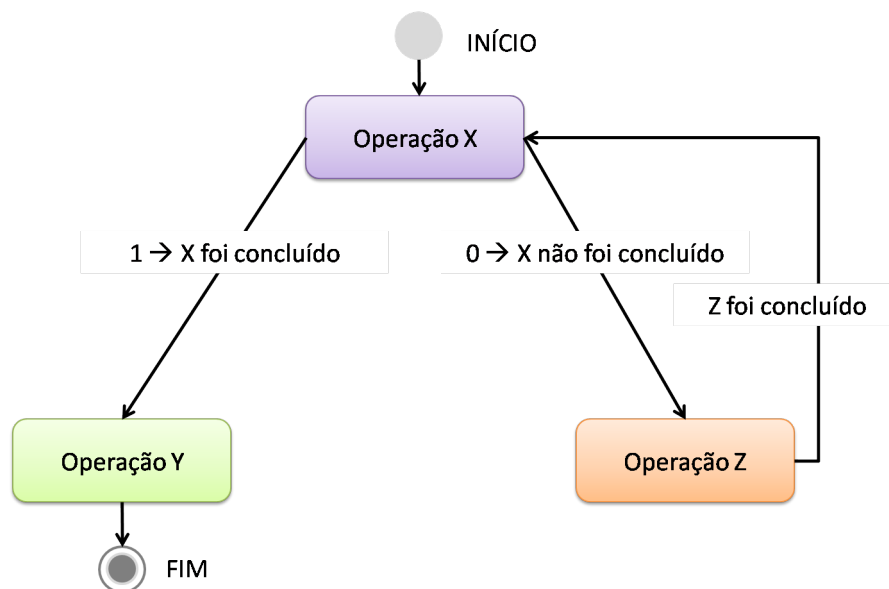 INÍCIO
Operação X
1 → X foi concluído
0 → X não foi concluído
Z foi concluído
Operação Y
Operação Z
FIM